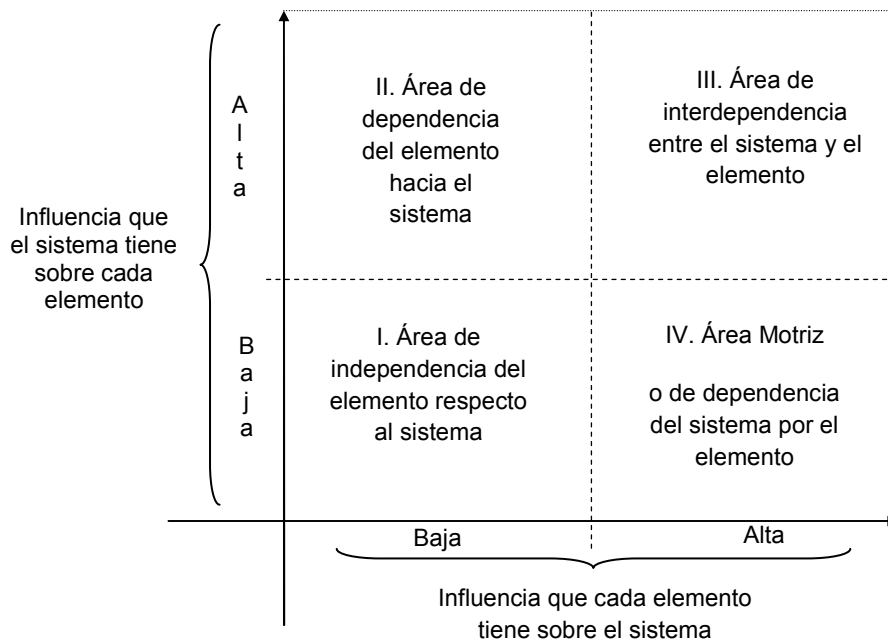 II. Área de
dependencia
del elemento
hacia el
sistema
III. Área de
interdependencia
entre el sistema y el
elemento
A
l
t
a
Influencia que
el sistema tiene
sobre cada
elemento
B
a
j
a
I. Área de
independencia del
elemento respecto
al sistema
IV. Área Motriz
o de dependencia
del sistema por el
elemento
Baja
Alta
Influencia que cada elemento
tiene sobre el sistema